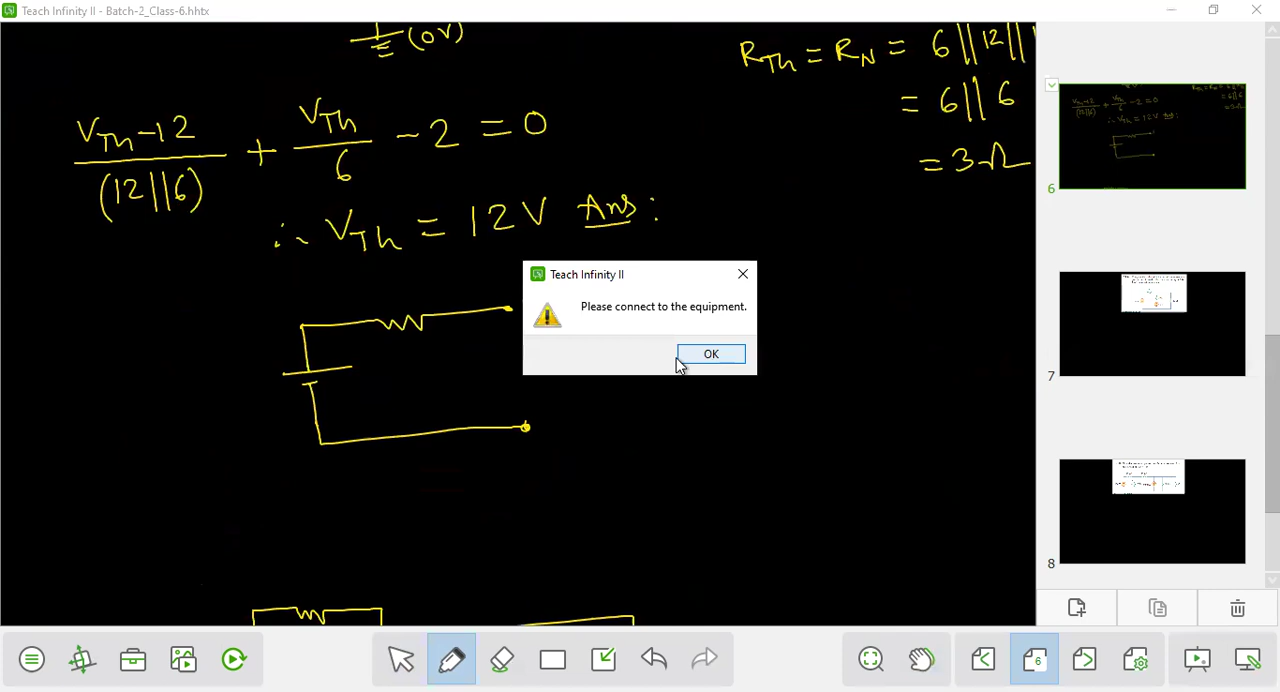 Teach Infinity II - Batch-2_Class-6.hhtx
(0V)
R_Th = R_N = 6||12||
= 6||6
= 3Ω
(V_Th-12)/(12||6) + V_Th/6 - 2 = 0
∴ V_Th = 12V Ans:
Teach Infinity II
Please connect to the equipment.
OK
6
7
8
6